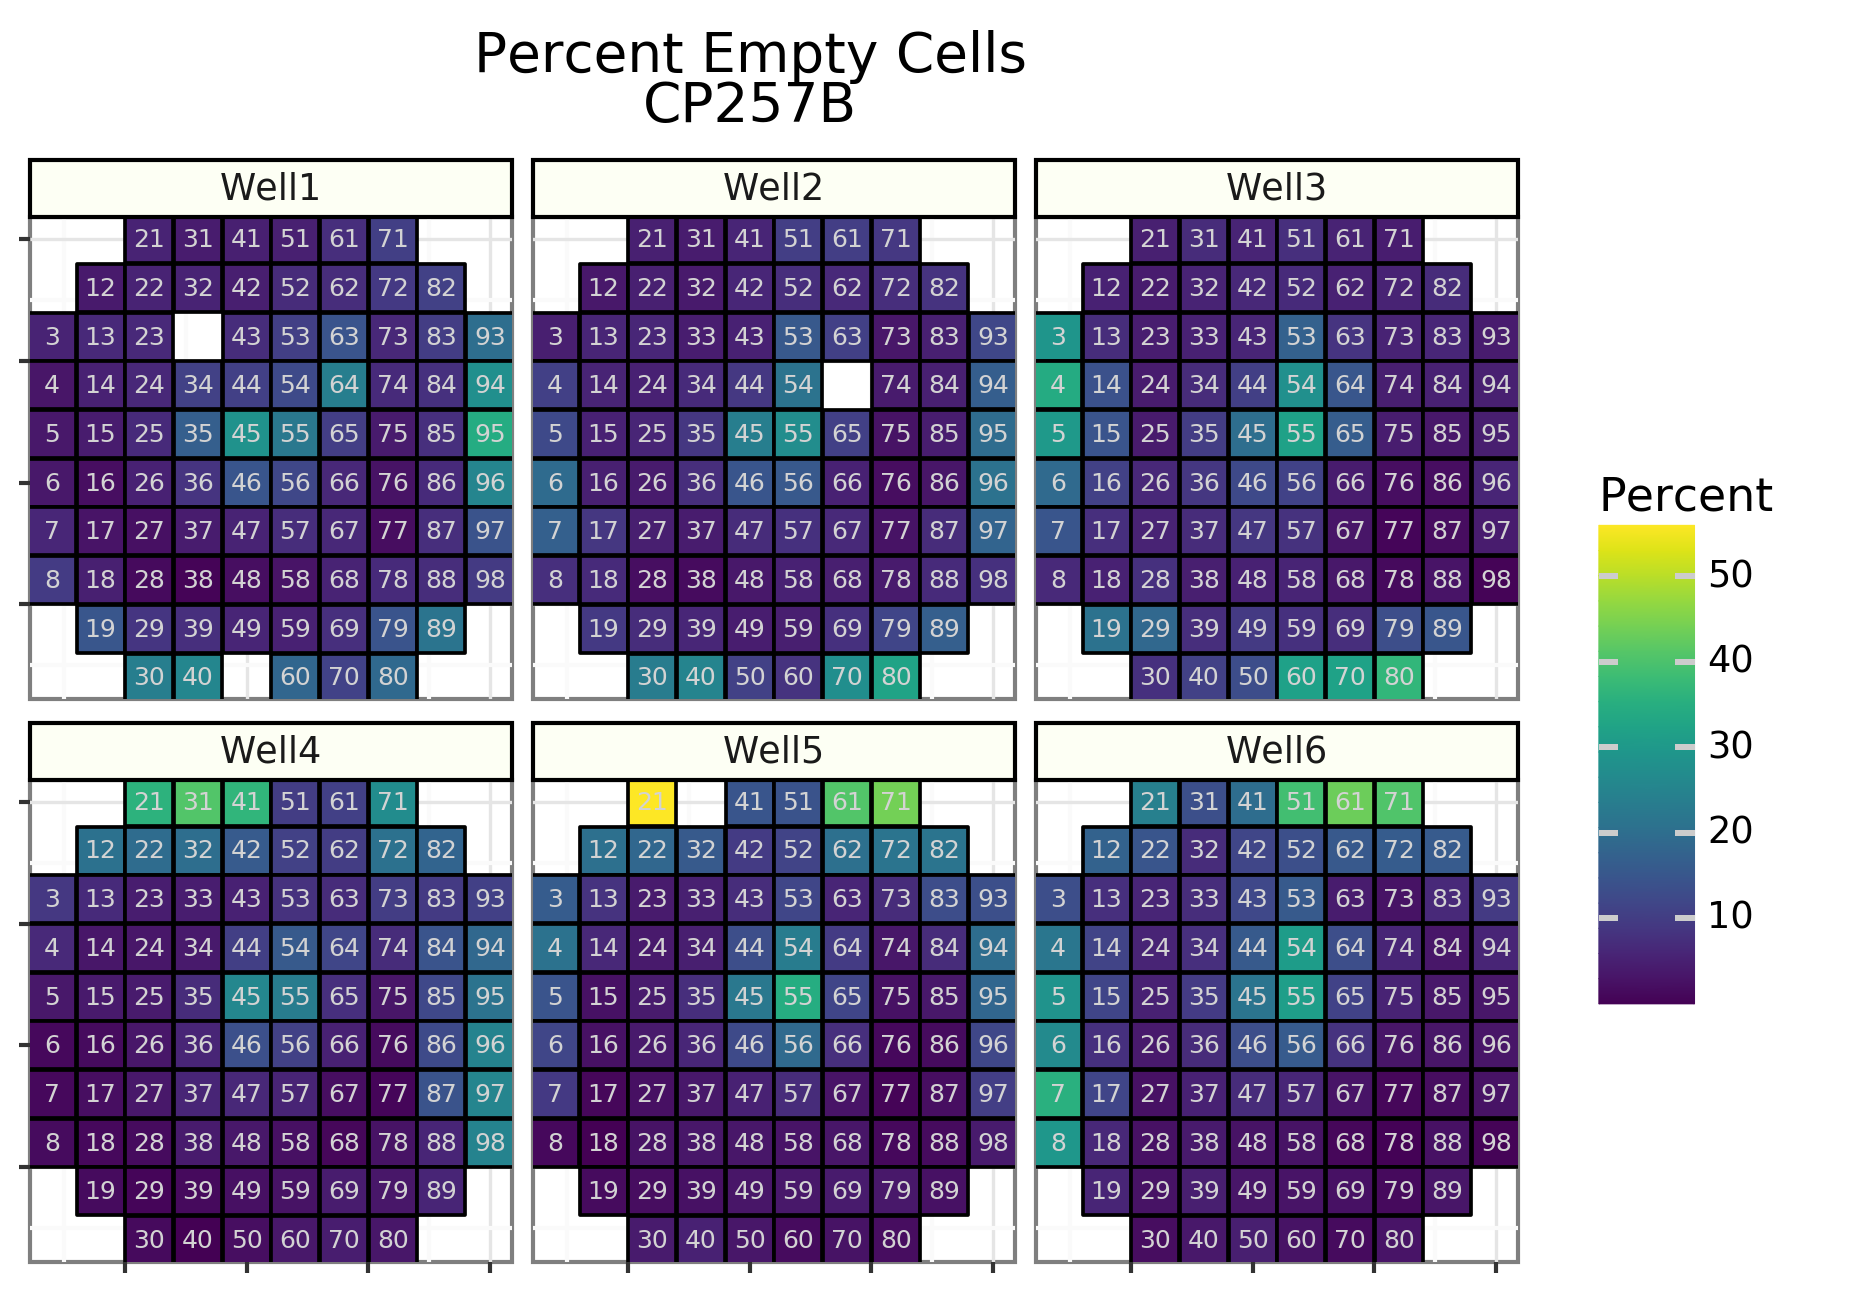 Percent Empty Cells
CP257B
Well1 Well2 Well3
21 31 41 51 61 71 21 31 41 51 61 71 21 31 41 51 61 71
12 22 32 42 52 62 72 82 12 22 32 42 52 62 72 82 12 22 32 42 52 62 72 82
3 13 23 43 53 63 73 83 93 3 13 23 33 43 53 63 73 83 93 3 13 23 33 43 53 63 73 83 93
4 14 24 34 44 54 64 74 84 94 4 14 24 34 44 54 74 84 94 4 14 24 34 44 54 64 74 84 94
5 15 25 35 45 55 65 75 85 95 5 15 25 35 45 55 65 75 85 95 5 15 25 35 45 55 65 75 85 95
6 16 26 36 46 56 66 76 86 96 6 16 26 36 46 56 66 76 86 96 6 16 26 36 46 56 66 76 86 96
7 17 27 37 47 57 67 77 87 97 7 17 27 37 47 57 67 77 87 97 7 17 27 37 47 57 67 77 87 97
8 18 28 38 48 58 68 78 88 98 8 18 28 38 48 58 68 78 88 98 8 18 28 38 48 58 68 78 88 98
19 29 39 49 59 69 79 89 19 29 39 49 59 69 79 89 19 29 39 49 59 69 79 89
30 40 60 70 80 30 40 50 60 70 80 30 40 50 60 70 80
Well4 Well5 Well6
21 31 41 51 61 71 21 41 51 61 71 21 31 41 51 61 71
12 22 32 42 52 62 72 82 12 22 32 42 52 62 72 82 12 22 32 42 52 62 72 82
3 13 23 33 43 53 63 73 83 93 3 13 23 33 43 53 63 73 83 93 3 13 23 33 43 53 63 73 83 93
4 14 24 34 44 54 64 74 84 94 4 14 24 34 44 54 64 74 84 94 4 14 24 34 44 54 64 74 84 94
5 15 25 35 45 55 65 75 85 95 5 15 25 35 45 55 65 75 85 95 5 15 25 35 45 55 65 75 85 95
6 16 26 36 46 56 66 76 86 96 6 16 26 36 46 56 66 76 86 96 6 16 26 36 46 56 66 76 86 96
7 17 27 37 47 57 67 77 87 97 7 17 27 37 47 57 67 77 87 97 7 17 27 37 47 57 67 77 87 97
8 18 28 38 48 58 68 78 88 98 8 18 28 38 48 58 68 78 88 98 8 18 28 38 48 58 68 78 88 98
19 29 39 49 59 69 79 89 19 29 39 49 59 69 79 89 19 29 39 49 59 69 79 89
30 40 50 60 70 80 30 40 50 60 70 80 30 40 50 60 70 80
Percent
50
40
30
20
10